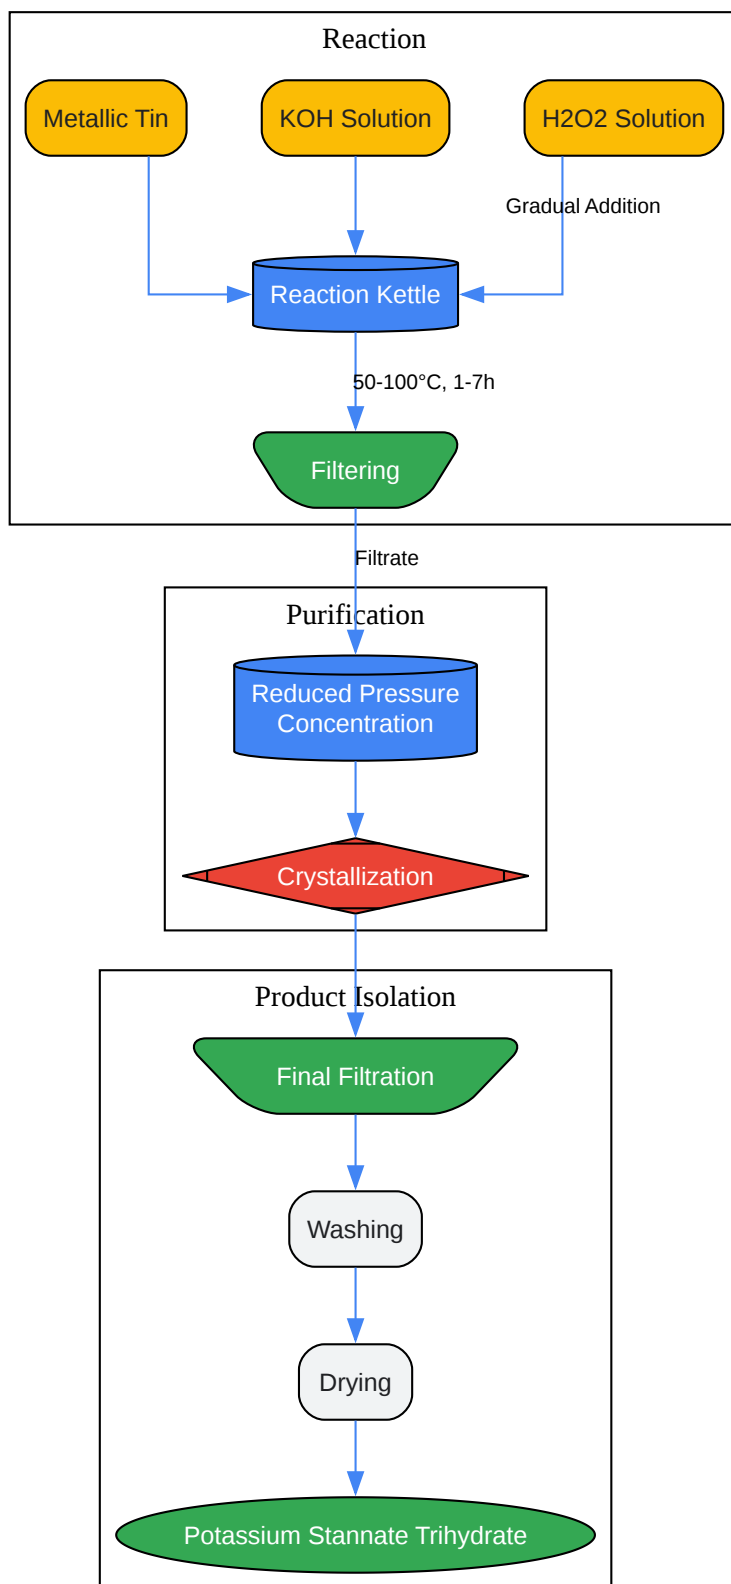 Reaction
Metallic Tin
KOH Solution
H2O2 Solution
Gradual Addition
Reaction Kettle
50-100°C, 1-7h
Filtering
Filtrate
Purification
Reduced Pressure
Concentration
Crystallization
Product Isolation
Final Filtration
Washing
Drying
Potassium Stannate Trihydrate